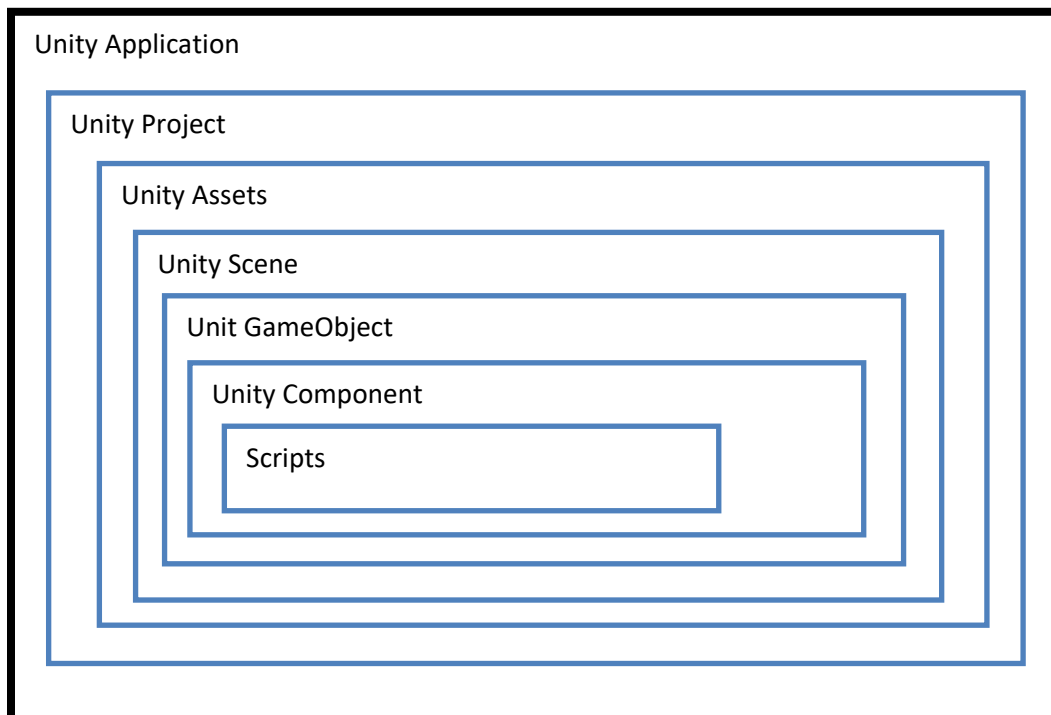 Unity Application
Unity Project
Unity Assets
Unity Scene
Unit GameObject
Unity Component
Scripts